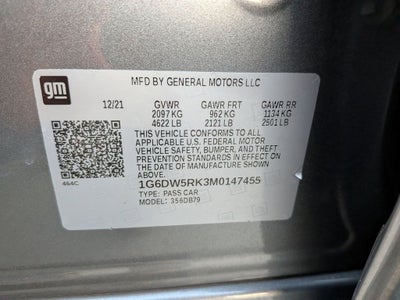 gm
MFD BY GENERAL MOTORS LLC
12/21 GVWR GAWR FRT GAWR RR
2097 KG 962 KG 1134 KG
4622 LB 2121 LB 2501 LB
THIS VEHICLE CONFORMS TO ALL
APPLICABLE U.S. FEDERAL MOTOR
VEHICLE SAFETY, BUMPER, AND THEFT
PREVENTION STANDARDS IN EFFECT ON
THE DATE OF MANUFACTURE SHOWN
ABOVE.
464C
1G6DW5RK3M0147455
TYPE: PASS CAR
MODEL: 356DB79